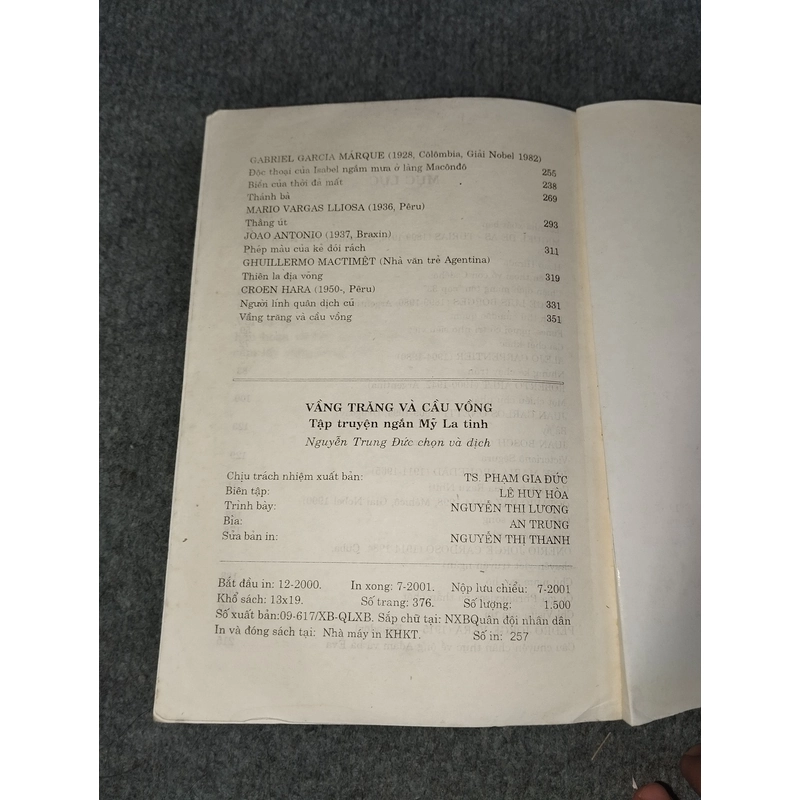 GABRIEL GARCIA MÁRQUE (1928, Côlômbia, Giải Nobel 1982)
Độc thoại của Isabel ngắm mưa ở làng Macônđô 255
Biển của thời đã mất 238
Thánh bà 269
MARIO VARGAS LLIOSA (1936, Pêru)
Thằng út 293
JOAO ANTONIO (1937, Braxin)
Phép màu của kẻ đói rách 311
GHUILLERMO MACTIMÊT (Nhà văn trẻ Agentina)
Thiên la địa võng 319
CROEN HARA (1950-, Pêru)
Người lính quân dịch cũ 331
Vầng trăng và cầu vồng 351
VẦNG TRĂNG VÀ CẦU VỒNG
Tập truyện ngắn Mỹ La tinh
Nguyễn Trung Đức chọn và dịch
Chịu trách nhiệm xuất bản: TS. PHẠM GIA ĐỨC
Biên tập: LÊ HUY HÒA
Trình bày: NGUYỄN THỊ LƯƠNG
Bìa: AN TRUNG
Sửa bản in: NGUYỄN THỊ THANH
Bắt đầu in: 12-2000. In xong: 7-2001. Nộp lưu chiểu: 7-2001
Khổ sách: 13x19. Số trang: 376. Số lượng: 1.500
Số xuất bản:09-617/XB-QLXB. Sắp chữ tại: NXBQuân đội nhân dân
In và đóng sách tại: Nhà máy in KHKT. Số in: 257